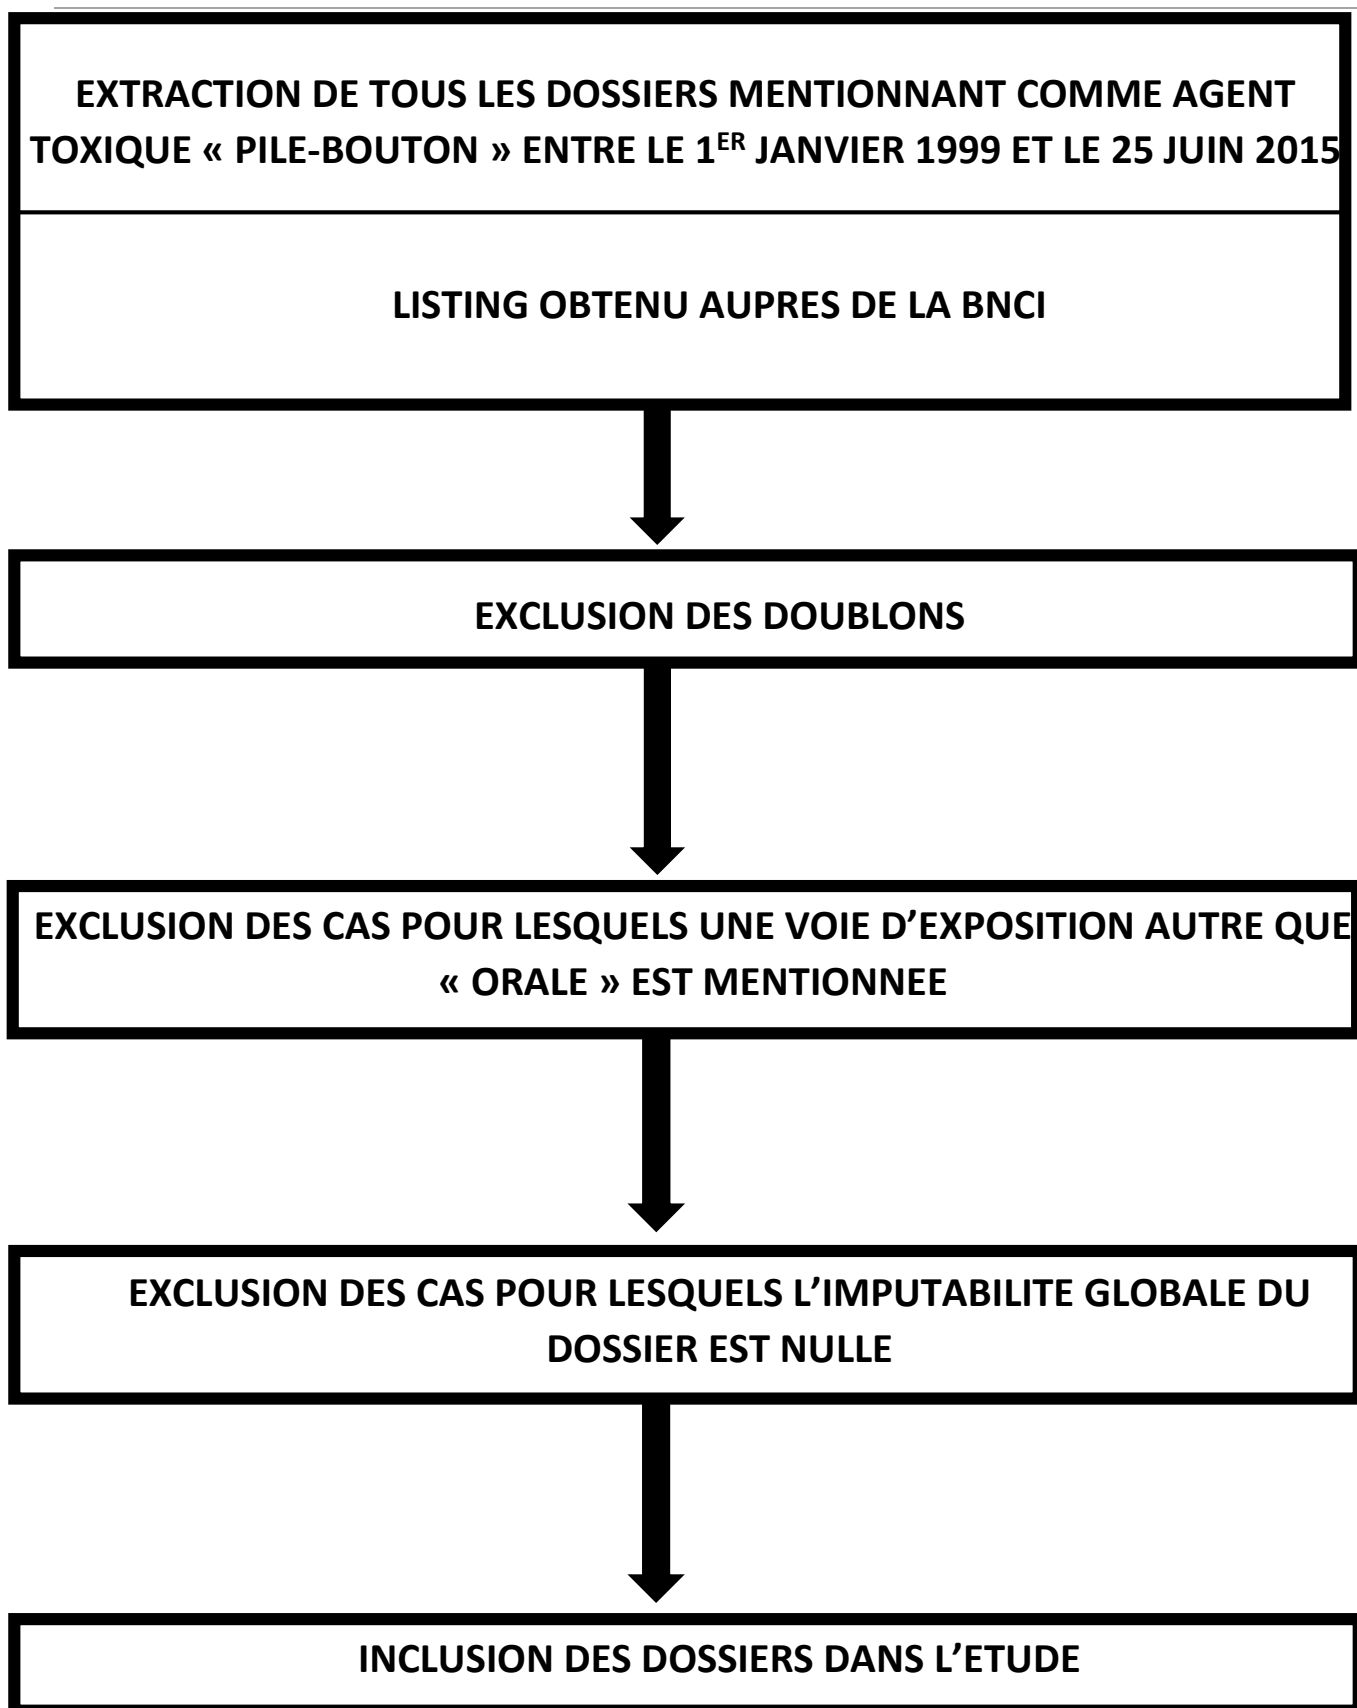 EXTRACTION DE TOUS LES DOSSIERS MENTIONNANT COMME AGENT
TOXIQUE « PILE-BOUTON » ENTRE LE 1ER JANVIER 1999 ET LE 25 JUIN 2015
LISTING OBTENU AUPRES DE LA BNCI
EXCLUSION DES DOUBLONS
EXCLUSION DES CAS POUR LESQUELS UNE VOIE D’EXPOSITION AUTRE QUE
« ORALE » EST MENTIONNEE
EXCLUSION DES CAS POUR LESQUELS L’IMPUTABILITE GLOBALE DU
DOSSIER EST NULLE
INCLUSION DES DOSSIERS DANS L’ETUDE